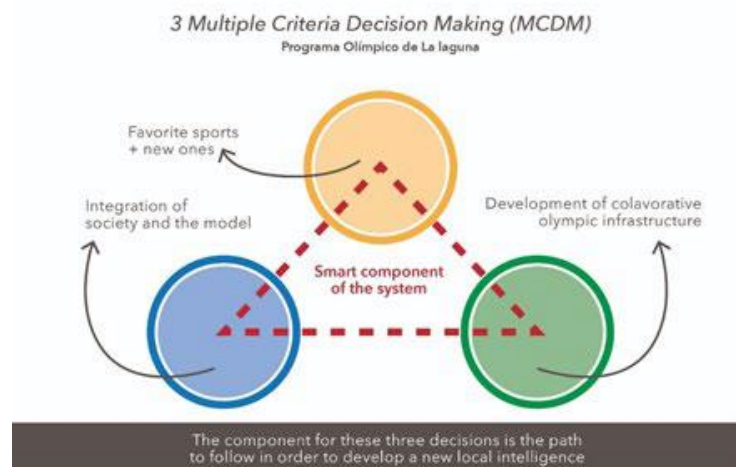 3 Multiple Criteria Decision Making (MCDM)
Programa Olímpico de La laguna
Favorite sports
+ new ones
Integration of
society and the model
Development of colavorative
olympic infrastructure
Smart component
of the system
The component for these three decisions is the path
to follow in order to develop a new local intelligence